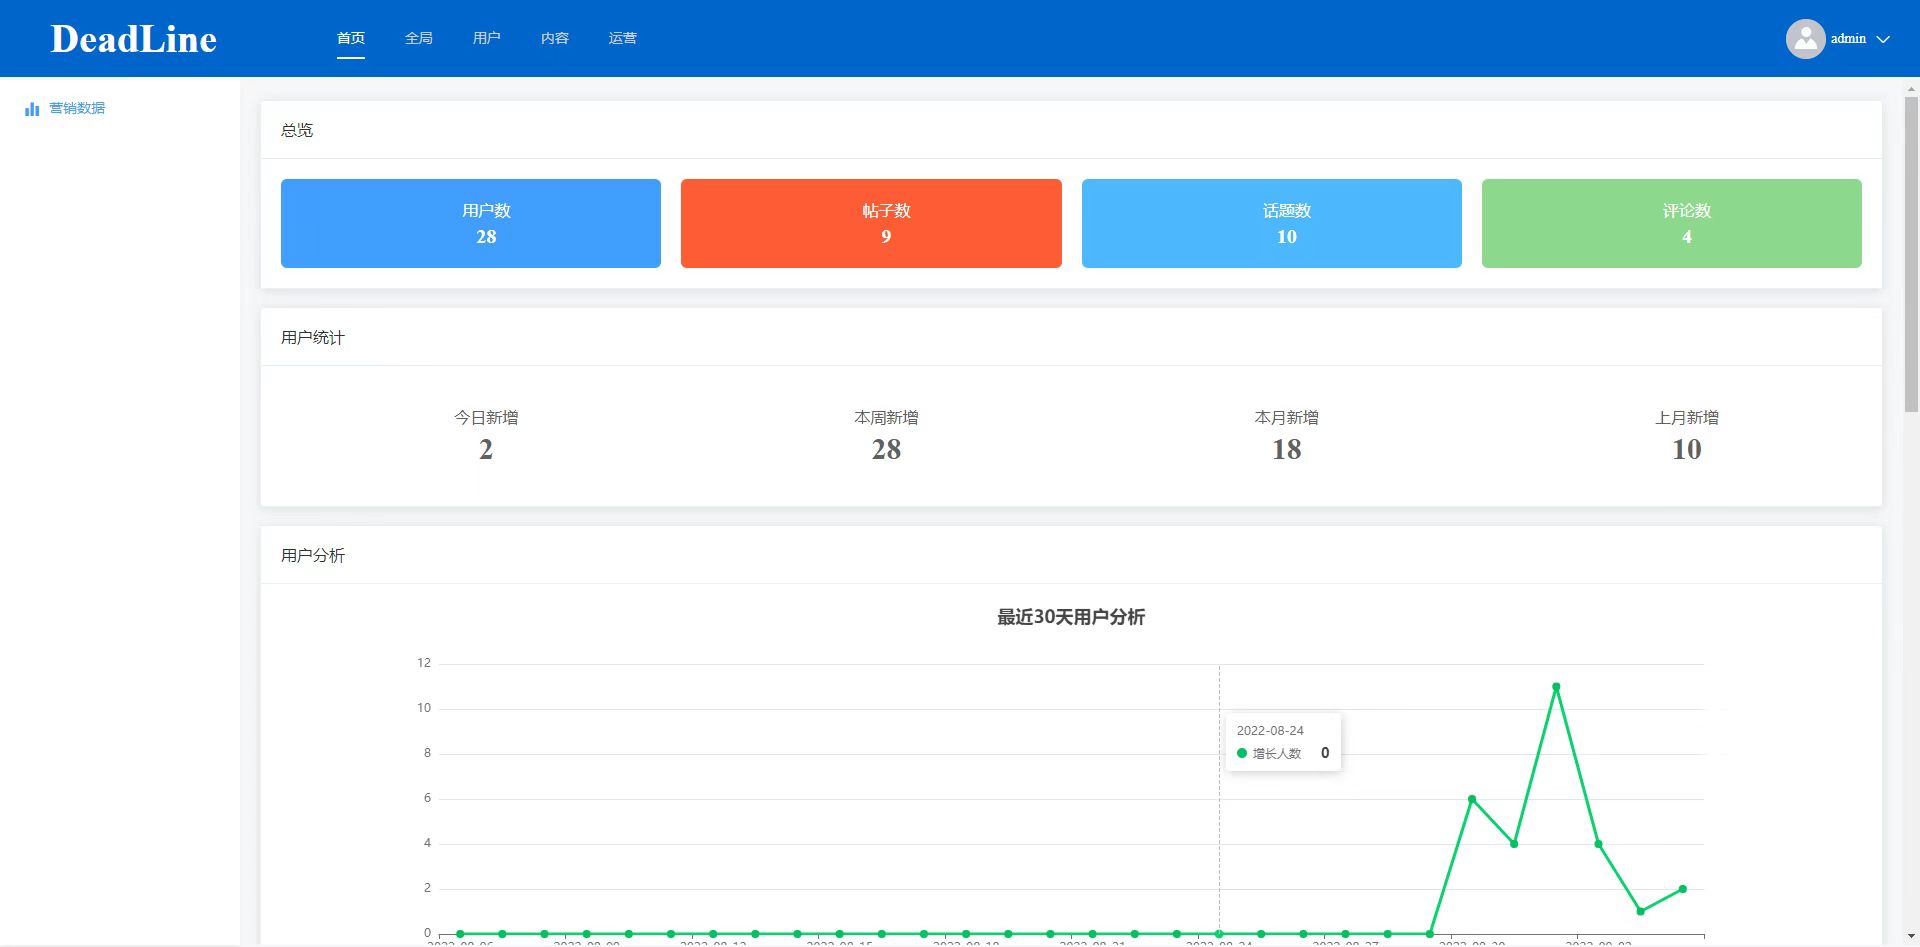 DeadLine
首页 全局 用户 内容 运营
admin
营销数据
总览
用户数 帖子数 话题数 评论数
28 9 10 4
用户统计
今日新增 本周新增 本月新增 上月新增
2 28 18 10
用户分析
最近30天用户分析
12
10
2022-08-24
8
增长人数 0
6
4
2
0